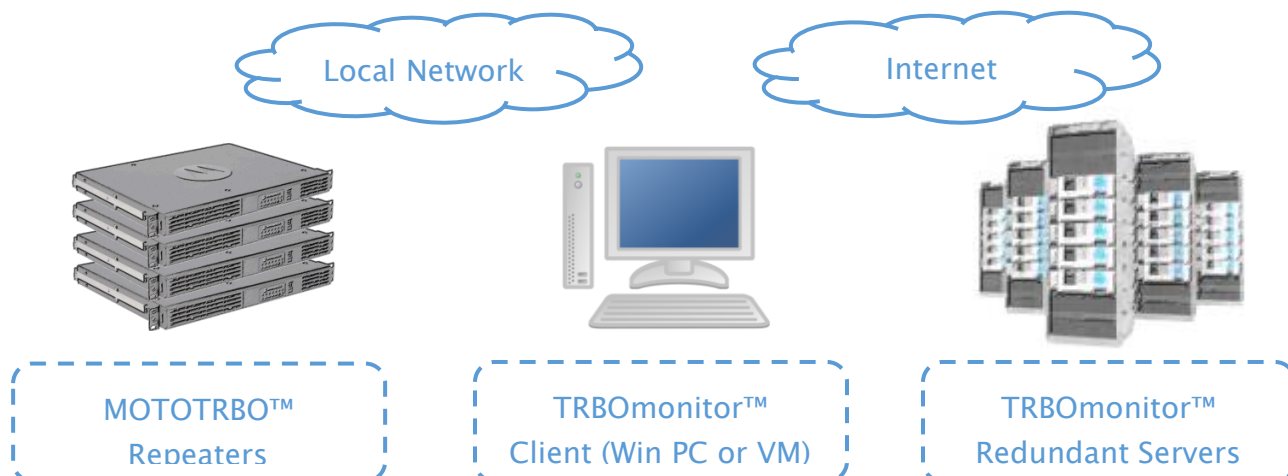 Local Network
Internet
MOTOTRBO™
Repeaters
TRBOmonitor™
Client (Win PC or VM)
TRBOmonitor™
Redundant Servers